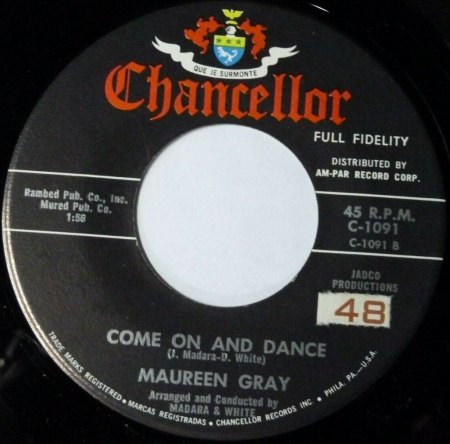 QUE JE SURMONTE
Chancellor
FULL FIDELITY
DISTRIBUTED BY
AM-PAR RECORD CORP.
Rambed Pub. Co., Inc.
Mured Pub. Co.
1:58
45 R.P.M.
C-1091
C-1091 B
JADCO
PRODUCTIONS
48
COME ON AND DANCE
(J. Madara-D. White)
MAUREEN GRAY
Arranged and Conducted by
MADARA & WHITE
TRADE MARKS REGISTERED • MARCAS REGISTRADAS • CHANCELLOR RECORDS INC. • PHILA. PA.-U.S.A.